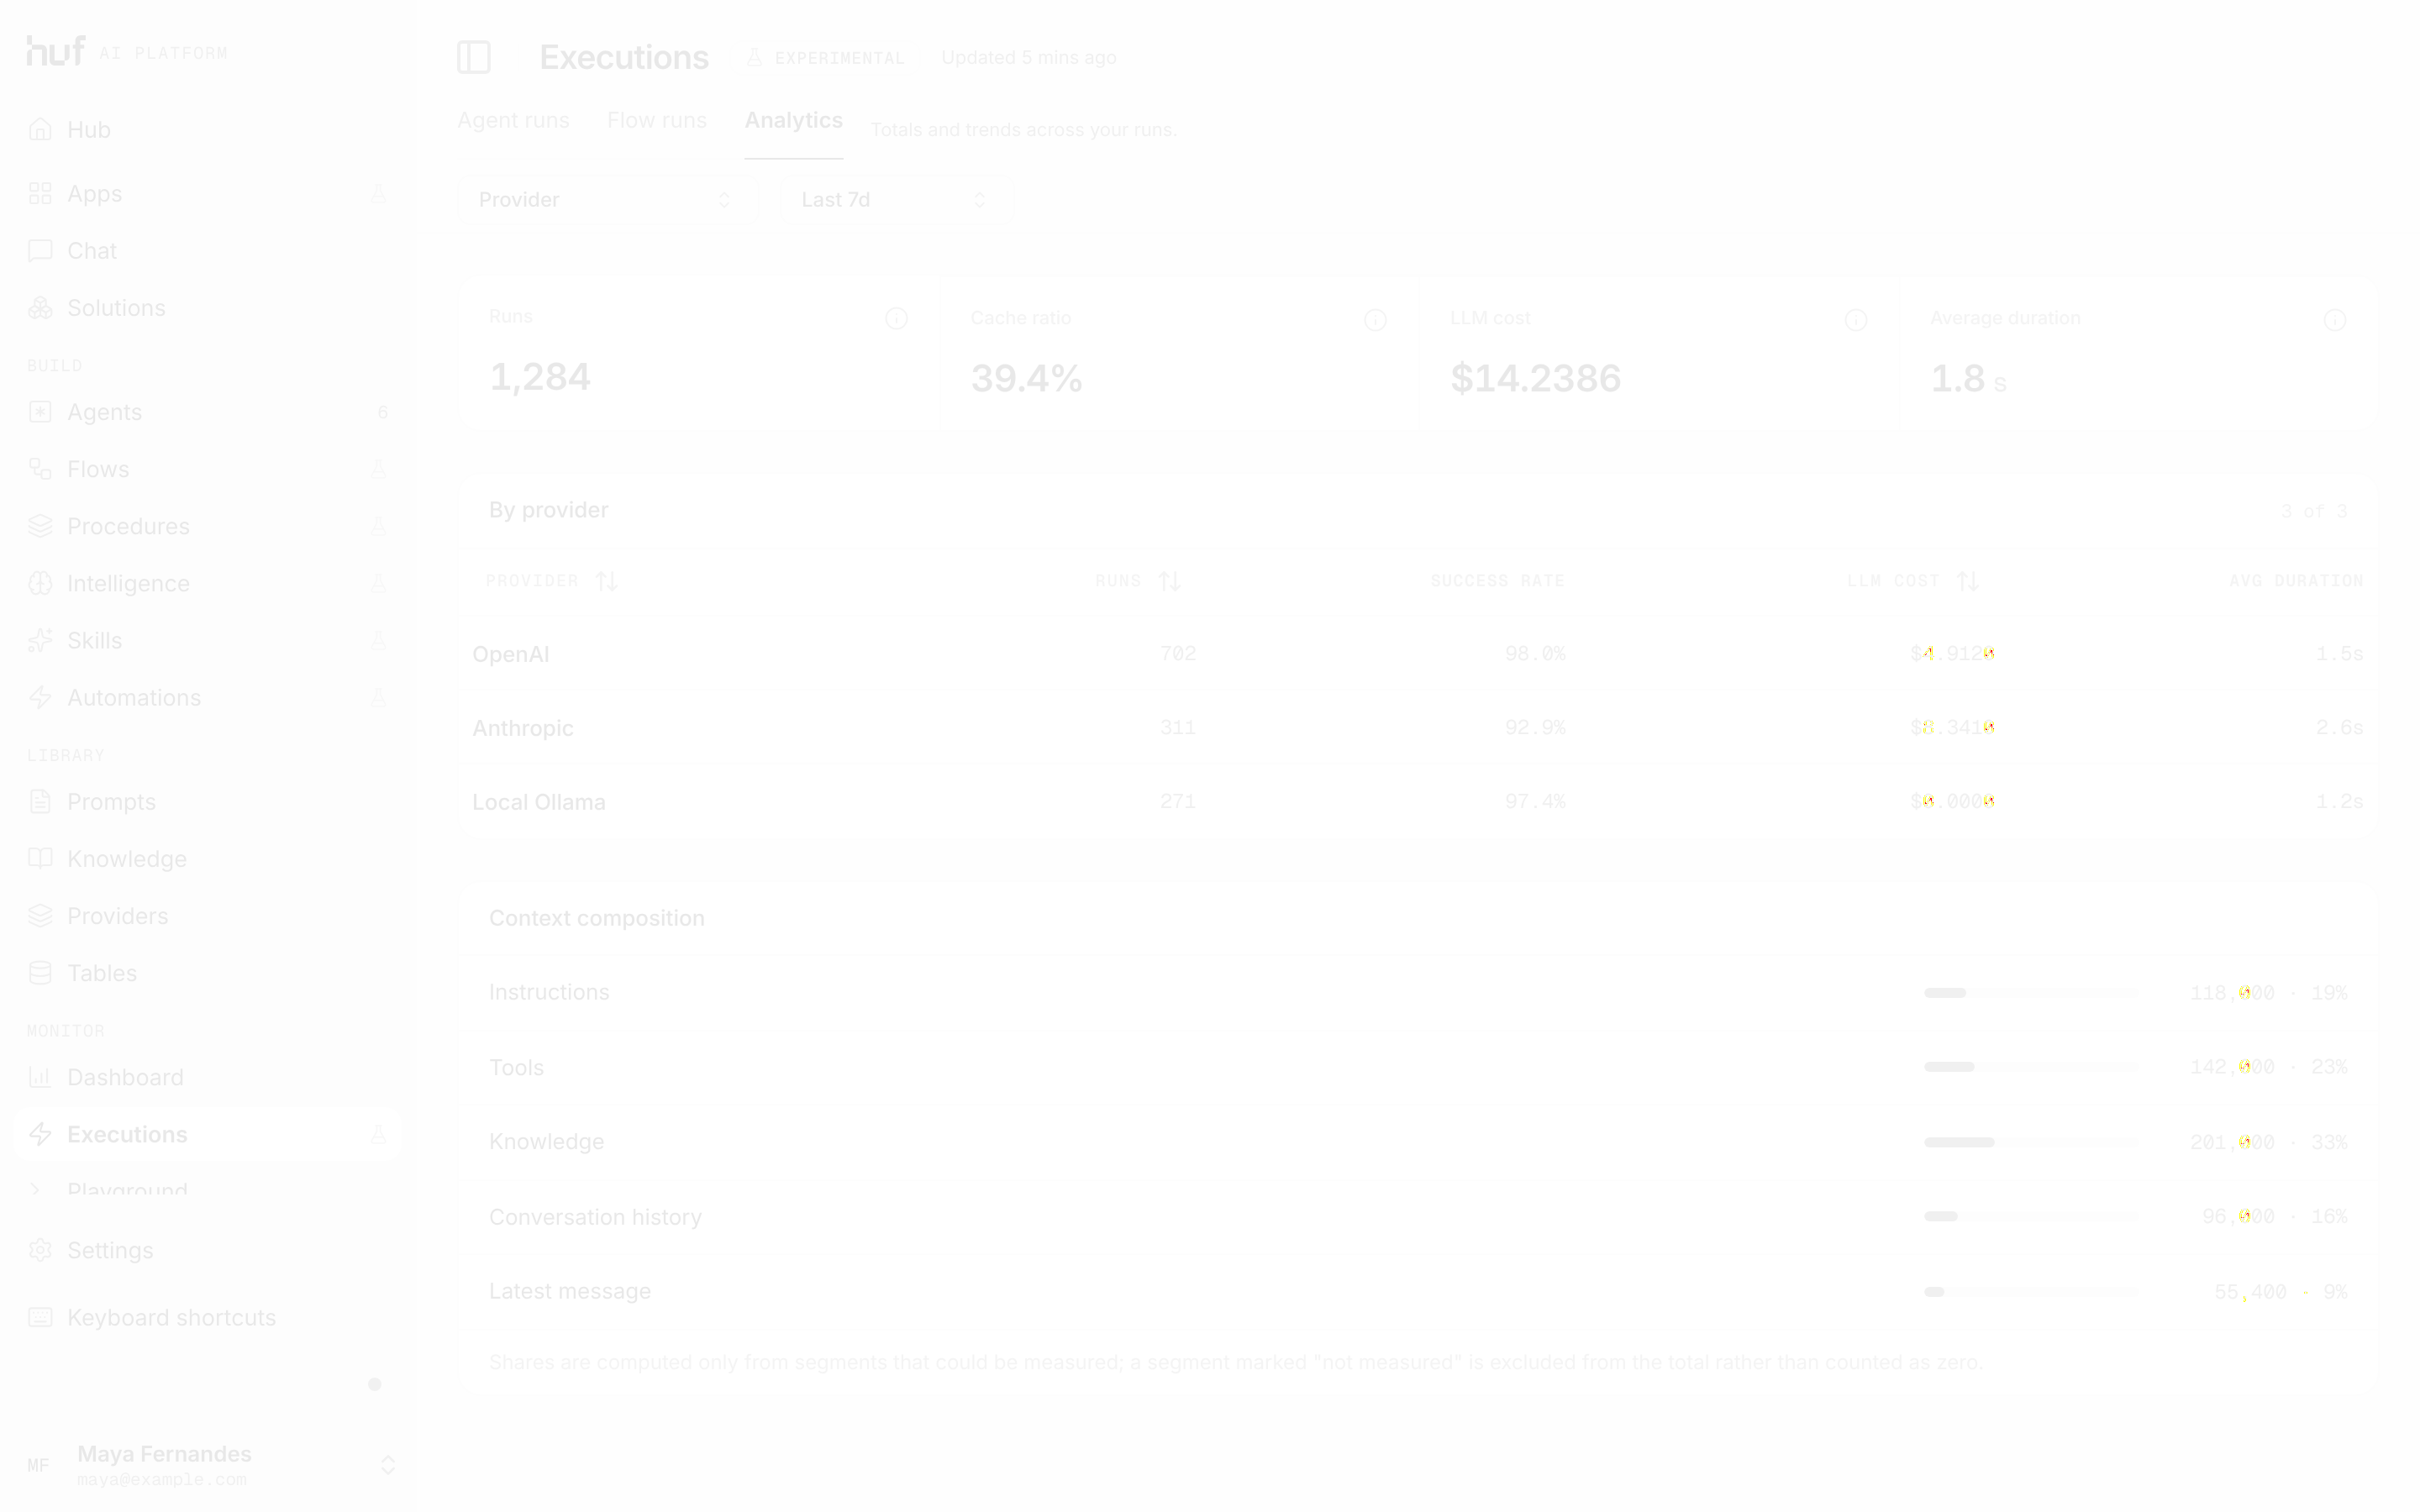 huf AI PLATFORM
Hub
Apps
Chat
Solutions
BUILD
Agents 6
Flows
Procedures
Intelligence
Skills
Automations
LIBRARY
Prompts
Knowledge
Providers
Tables
MONITOR
Dashboard
Executions
Playground
Settings
Keyboard shortcuts
MF Maya Fernandes
maya@example.com
Executions EXPERIMENTAL Updated 5 mins ago
Agent runs Flow runs Analytics Totals and trends across your runs.
Provider Last 7d
Runs Cache ratio LLM cost Average duration
1,284 39.4% $14.2386 1.8 s
By provider 3 of 3
PROVIDER RUNS SUCCESS RATE LLM COST AVG DURATION
OpenAI 702 98.0% 1.5s
Anthropic 311 92.9% 2.6s
Local Ollama 271 97.4% $0.0000 1.2s
Context composition
Instructions 19%
Tools 23%
Knowledge 33%
Conversation history 16%
Latest message 55,400 · 9%
Shares are computed only from segments that could be measured; a segment marked "not measured" is excluded from the total rather than counted as zero.